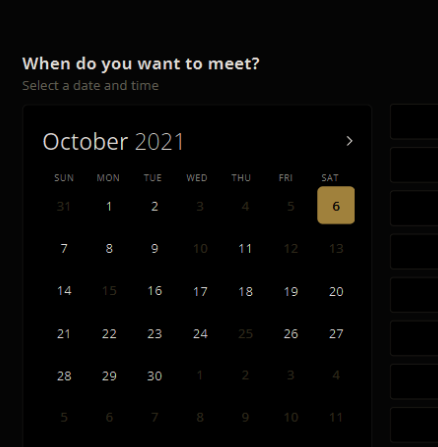 When do you want to meet?
Select a date and time
October 2021
SUN MON TUE WED THU FRI SAT
31 1 2 3 4 5 6
7 8 9 10 11 12 13
14 15 16 17 18 19 20
21 22 23 24 25 26 27
28 29 30 1 2 3 4
5 6 7 8 9 10 11